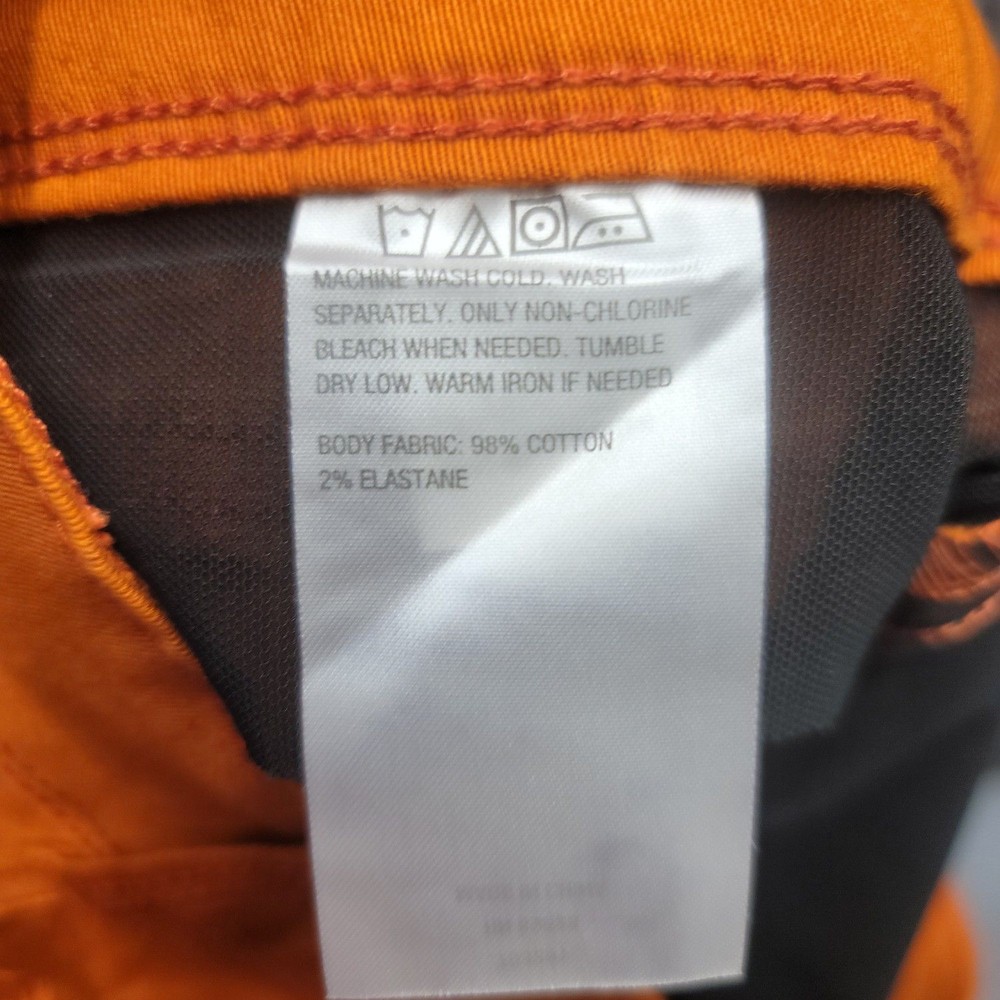 MACHINE WASH COLD. WASH
SEPARATELY. ONLY NON-CHLORINE
BLEACH WHEN NEEDED. TUMBLE
DRY LOW. WARM IRON IF NEEDED
BODY FABRIC: 98% COTTON
2% ELASTANE